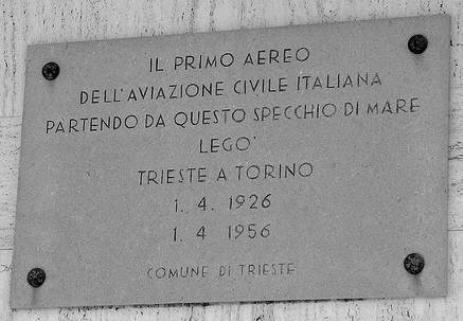 IL PRIMO AEREO
DELL'AVIAZIONE CIVILE ITALIANA
PARTENDO DA QUESTO SPECCHIO DI MARE
LEGO'
TRIESTE A TORINO
1. 4. 1926
1. 4 1956
COMUNE DI TRIESTE